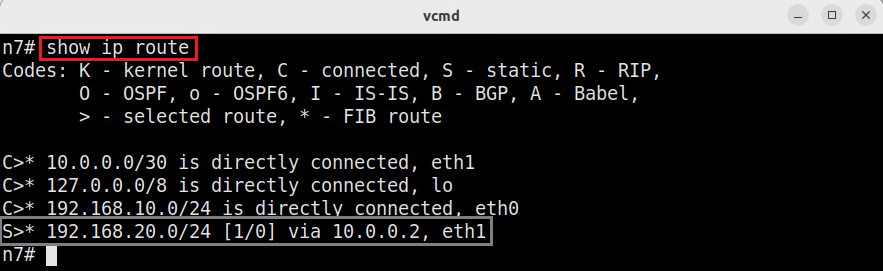 vcmd
n7# show ip route
Codes: K - kernel route, C - connected, S - static, R - RIP,
       O - OSPF, o - OSPF6, I - IS-IS, B - BGP, A - Babel,
       > - selected route, * - FIB route

C>* 10.0.0.0/30 is directly connected, eth1
C>* 127.0.0.0/8 is directly connected, lo
C>* 192.168.10.0/24 is directly connected, eth0
S>* 192.168.20.0/24 [1/0] via 10.0.0.2, eth1
n7#